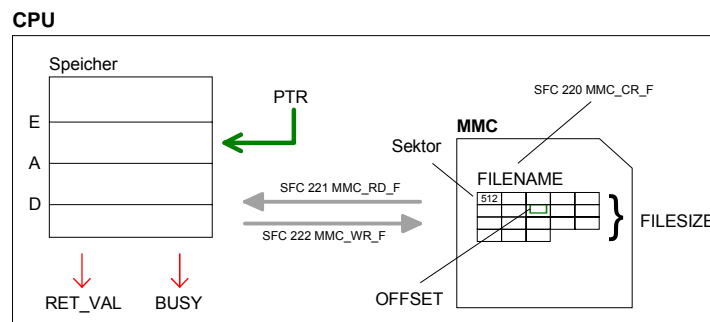 CPU
Speicher
PTR
SFC 220 MMC_CR_F
E
MMC
Sektor
A
FILENAME
SFC 221 MMC_RD_F
512
D
FILESIZE
SFC 222 MMC_WR_F
RET_VAL
BUSY
OFFSET